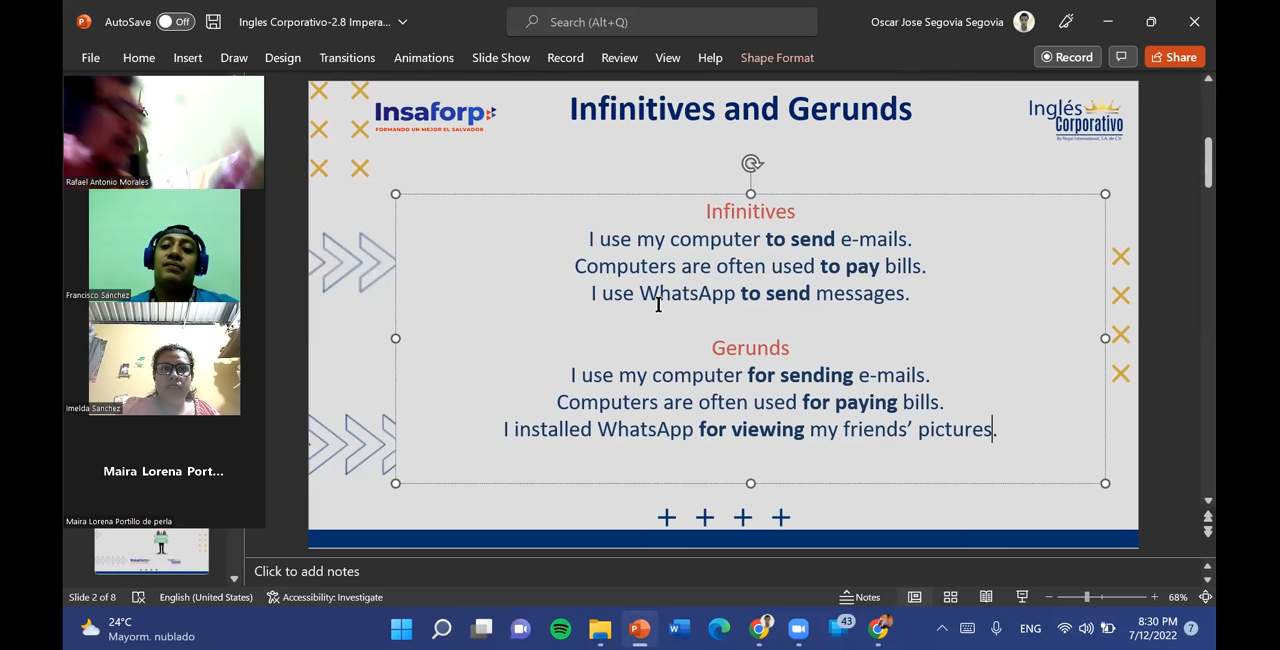 AutoSave Off Ingles Corporativo-2.8 Impera... Search (Alt+Q) Oscar Jose Segovia Segovia
File Home Insert Draw Design Transitions Animations Slide Show Record Review View Help Shape Format Record Share
Rafael Antonio Morales
Francisco Sánchez
Imelda Sanchez
Maira Lorena Port...
Maira Lorena Portillo de perla
Insaforp
FORMANDO UN MEJOR EL SALVADOR
Infinitives and Gerunds
Inglés
Corporativo
By Regal International, S.A. de C.V.
Infinitives
I use my computer to send e-mails.
Computers are often used to pay bills.
I use WhatsApp to send messages.
Gerunds
I use my computer for sending e-mails.
Computers are often used for paying bills.
I installed WhatsApp for viewing my friends’ pictures.
Click to add notes
Slide 2 of 8 English (United States) Accessibility: Investigate Notes 68%
24°C
Mayorm. nublado
43
ENG
8:30 PM
7/12/2022
7